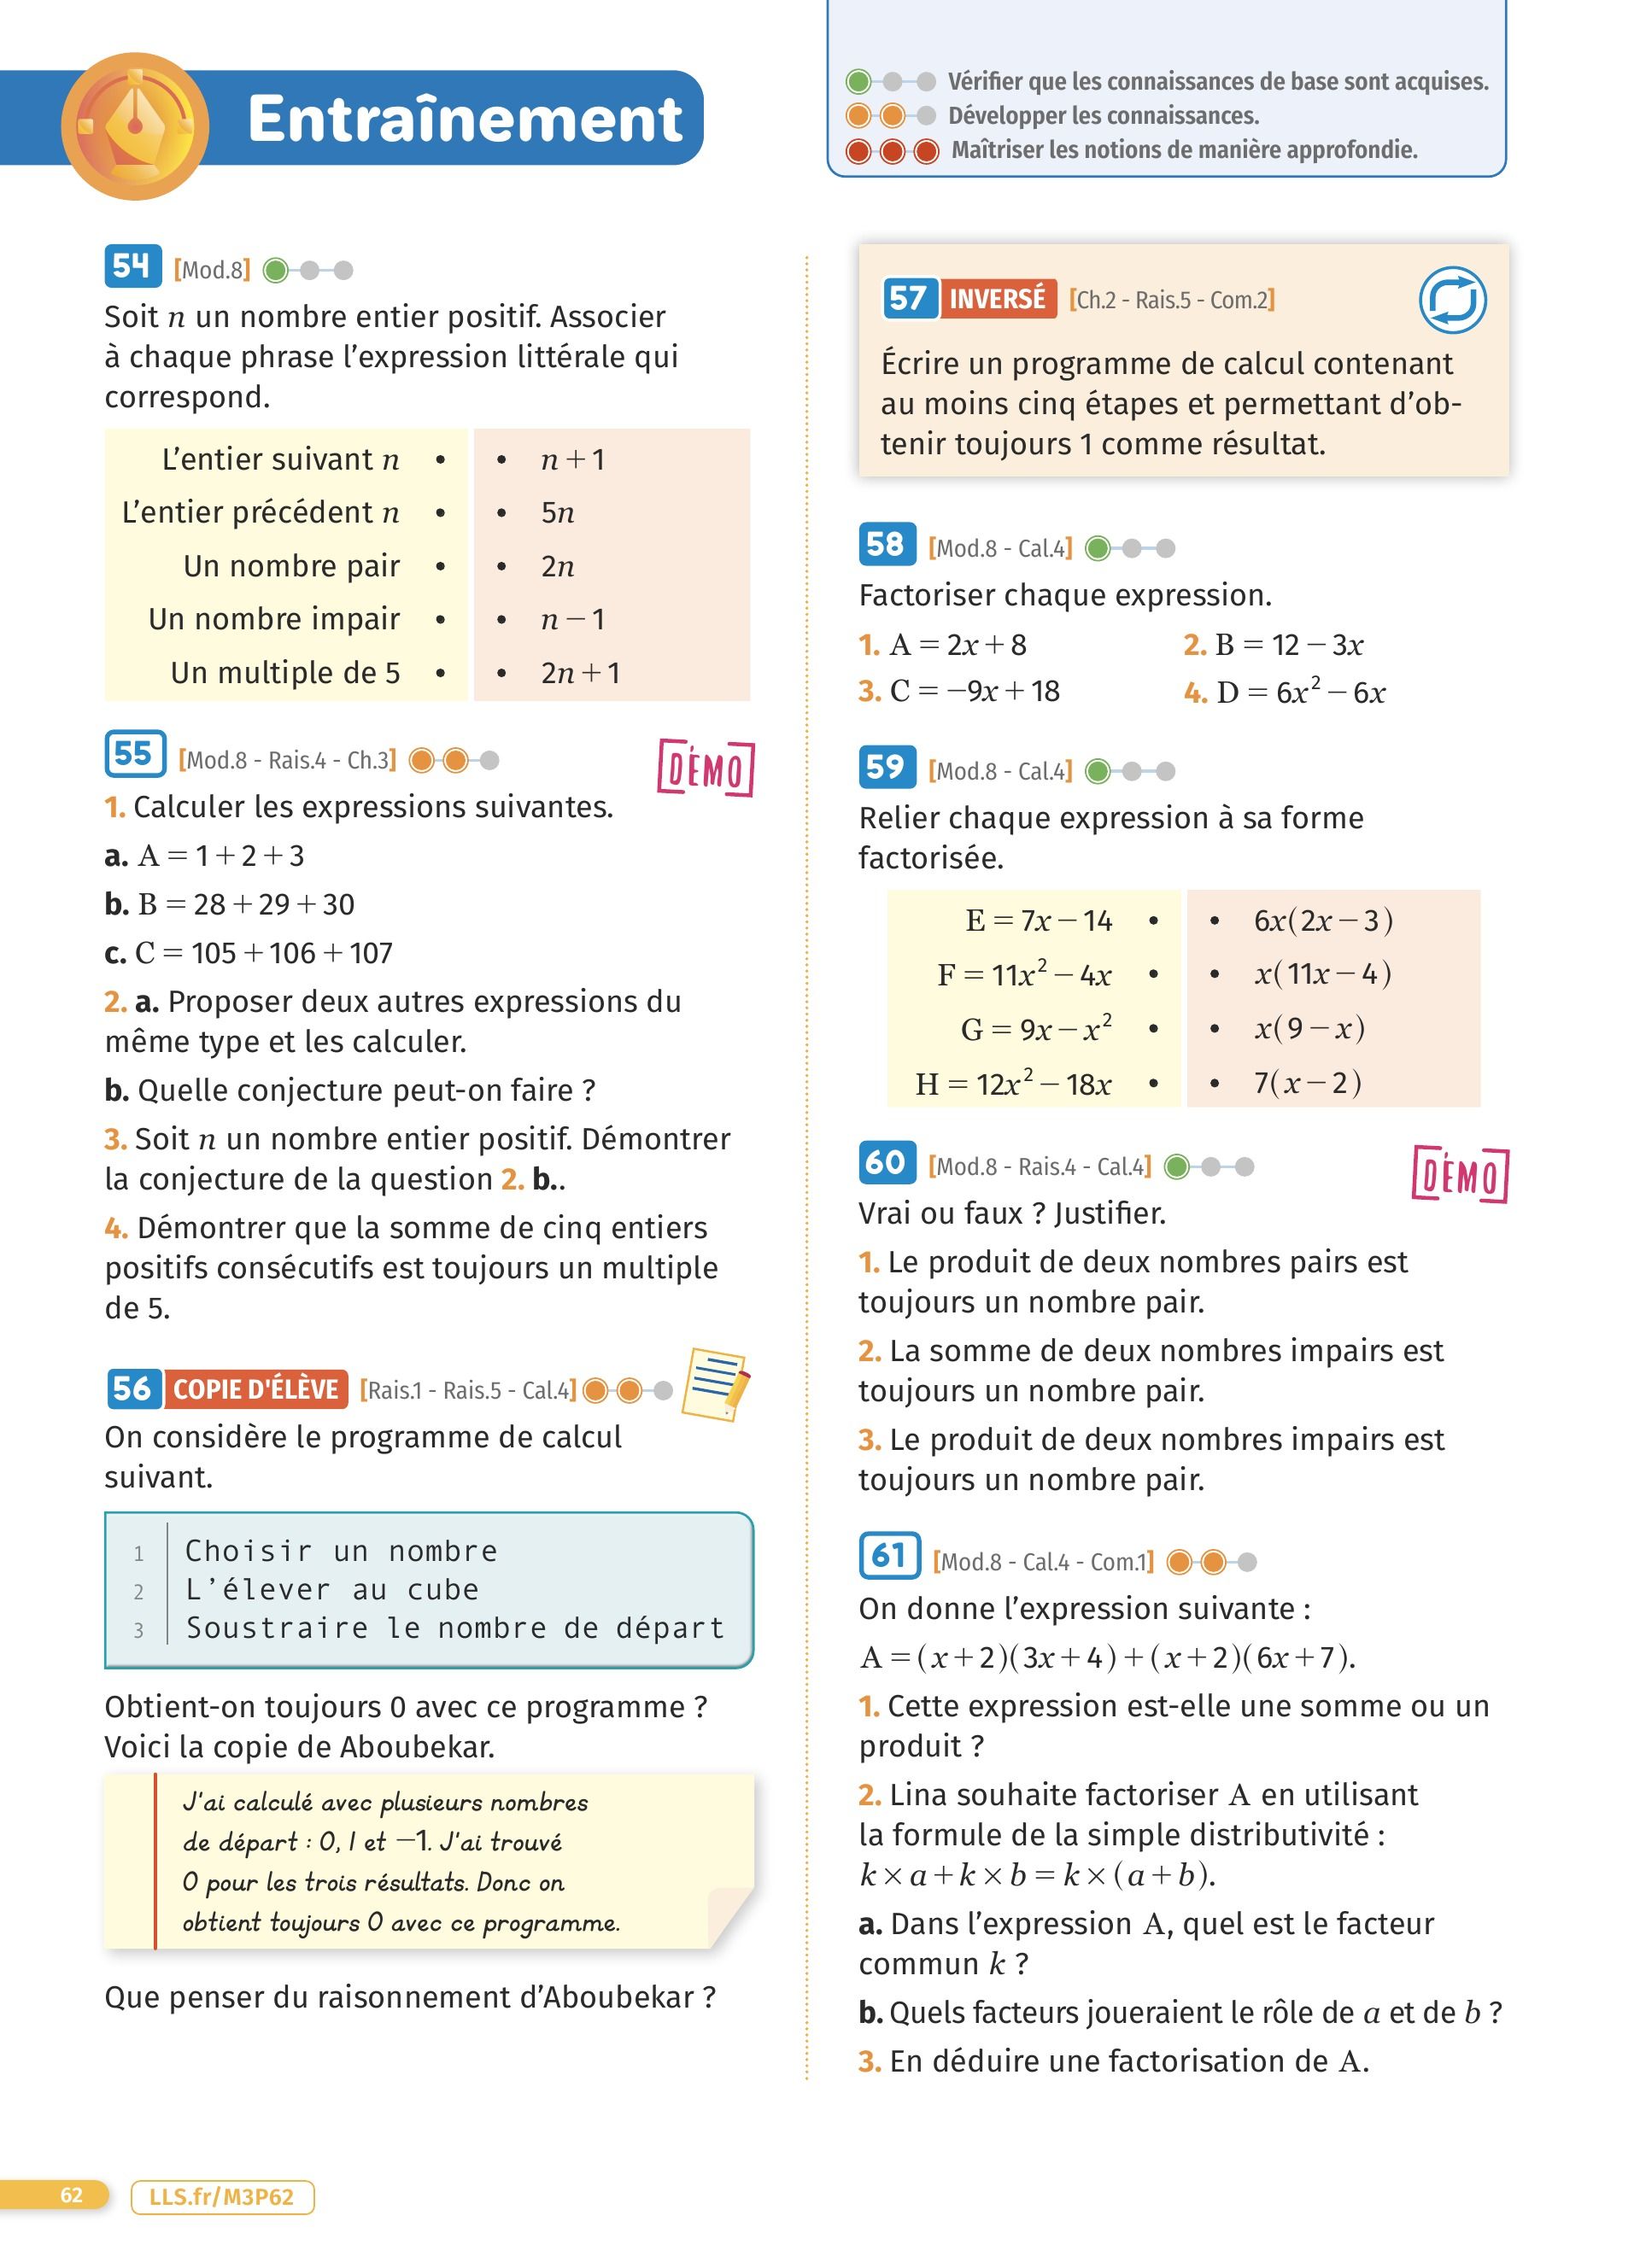 Entraînement
Vérifier que les connaissances de base sont acquises.
Développer les connaissances.
Maîtriser les notions de manière approfondie.
54 [Mod.8]
Soit n un nombre entier positif. Associer
à chaque phrase l’expression littérale qui
correspond.
L’entier suivant n • • n + 1
L’entier précédent n • • 5n
Un nombre pair • • 2n
Un nombre impair • • n − 1
Un multiple de 5 • • 2n + 1
55 [Mod.8 - Rais.4 - Ch.3]
DÉMO
1. Calculer les expressions suivantes.
a. A = 1 + 2 + 3
b. B = 28 + 29 + 30
c. C = 105 + 106 + 107
2. a. Proposer deux autres expressions du
même type et les calculer.
b. Quelle conjecture peut-on faire ?
3. Soit n un nombre entier positif. Démontrer
la conjecture de la question 2. b..
4. Démontrer que la somme de cinq entiers
positifs consécutifs est toujours un multiple
de 5.
56 COPIE D'ÉLÈVE [Rais.1 - Rais.5 - Cal.4]
On considère le programme de calcul
suivant.
1 Choisir un nombre
2 L’élever au cube
3 Soustraire le nombre de départ
Obtient-on toujours 0 avec ce programme ?
Voici la copie de Aboubekar.
J'ai calculé avec plusieurs nombres
de départ : 0, 1 et −1. J'ai trouvé
0 pour les trois résultats. Donc on
obtient toujours 0 avec ce programme.
Que penser du raisonnement d’Aboubekar ?
57 INVERSÉ [Ch.2 - Rais.5 - Com.2]
Écrire un programme de calcul contenant
au moins cinq étapes et permettant d’ob-
tenir toujours 1 comme résultat.
58 [Mod.8 - Cal.4]
Factoriser chaque expression.
1. A = 2x + 8 2. B = 12 − 3x
3. C = −9x + 18 4. D = 6x² − 6x
59 [Mod.8 - Cal.4]
Relier chaque expression à sa forme
factorisée.
E = 7x − 14 • • 6x(2x − 3)
F = 11x² − 4x • • x(11x − 4)
G = 9x − x² • • x(9 − x)
H = 12x² − 18x • • 7(x − 2)
60 [Mod.8 - Rais.4 - Cal.4]
DÉMO
Vrai ou faux ? Justifier.
1. Le produit de deux nombres pairs est
toujours un nombre pair.
2. La somme de deux nombres impairs est
toujours un nombre pair.
3. Le produit de deux nombres impairs est
toujours un nombre pair.
61 [Mod.8 - Cal.4 - Com.1]
On donne l’expression suivante :
A = (x + 2)(3x + 4) + (x + 2)(6x + 7).
1. Cette expression est-elle une somme ou un
produit ?
2. Lina souhaite factoriser A en utilisant
la formule de la simple distributivité :
k × a + k × b = k × (a + b).
a. Dans l’expression A, quel est le facteur
commun k ?
b. Quels facteurs joueraient le rôle de a et de b ?
3. En déduire une factorisation de A.
62
LLS.fr/M3P62